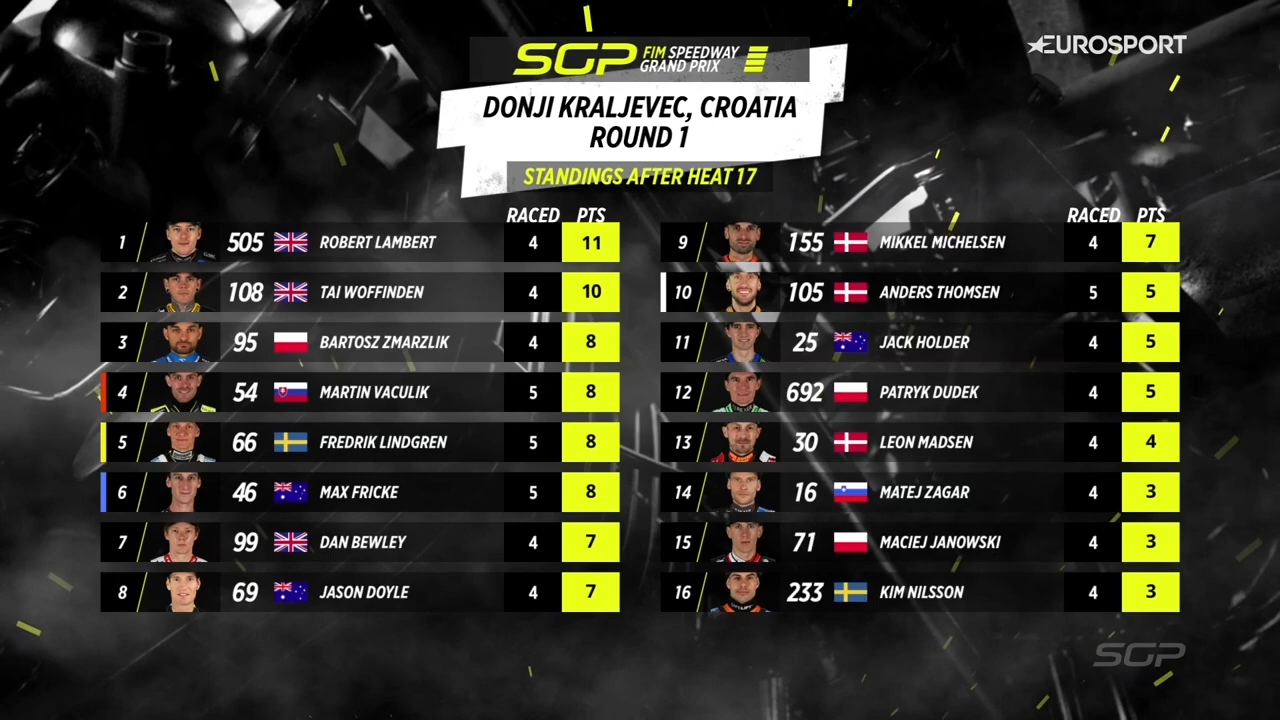 SGP FIM SPEEDWAY
GRAND PRIX
EUROSPORT
DONJI KRALJEVEC, CROATIA
ROUND 1
STANDINGS AFTER HEAT 17
RACED PTS
1 505 ROBERT LAMBERT 4 11
2 108 TAI WOFFINDEN 4 10
3 95 BARTOSZ ZMARZLIK 4 8
4 54 MARTIN VACULIK 5 8
5 66 FREDRIK LINDGREN 5 8
6 46 MAX FRICKE 5 8
7 99 DAN BEWLEY 4 7
8 69 JASON DOYLE 4 7
RACED PTS
9 155 MIKKEL MICHELSEN 4 7
10 105 ANDERS THOMSEN 5 5
11 25 JACK HOLDER 4 5
12 692 PATRYK DUDEK 4 5
13 30 LEON MADSEN 4 4
14 16 MATEJ ZAGAR 4 3
15 71 MACIEJ JANOWSKI 4 3
16 233 KIM NILSSON 4 3
SGP